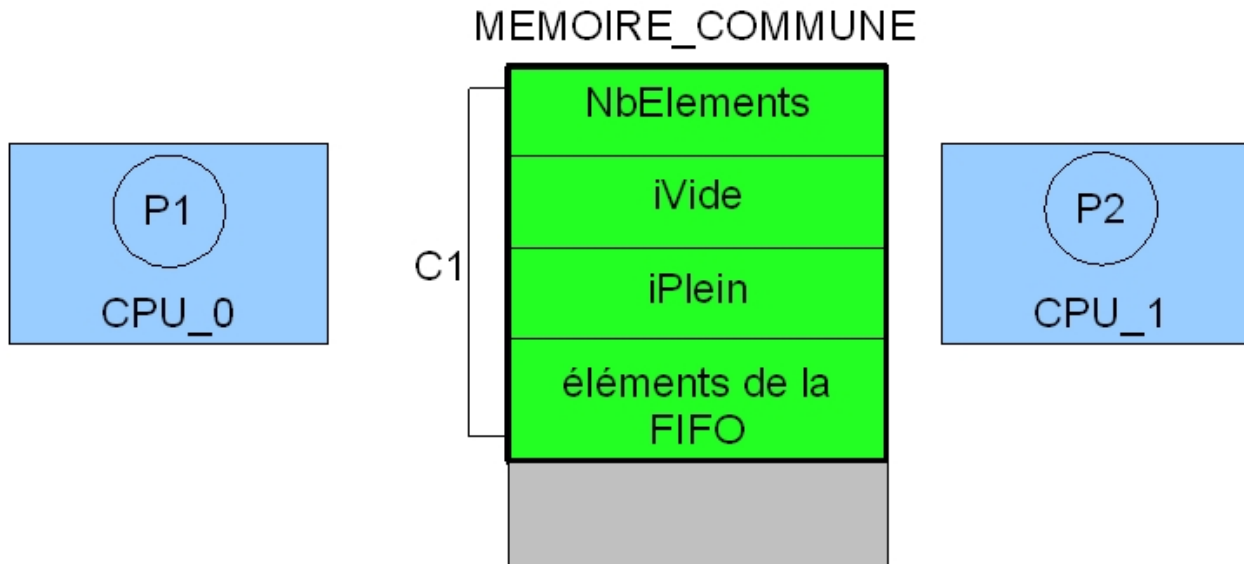 MEMOIRE_COMMUNE
NbElements
P1
iVide
P2
C1
iPlein
CPU_0
CPU_1
éléments de la
FIFO